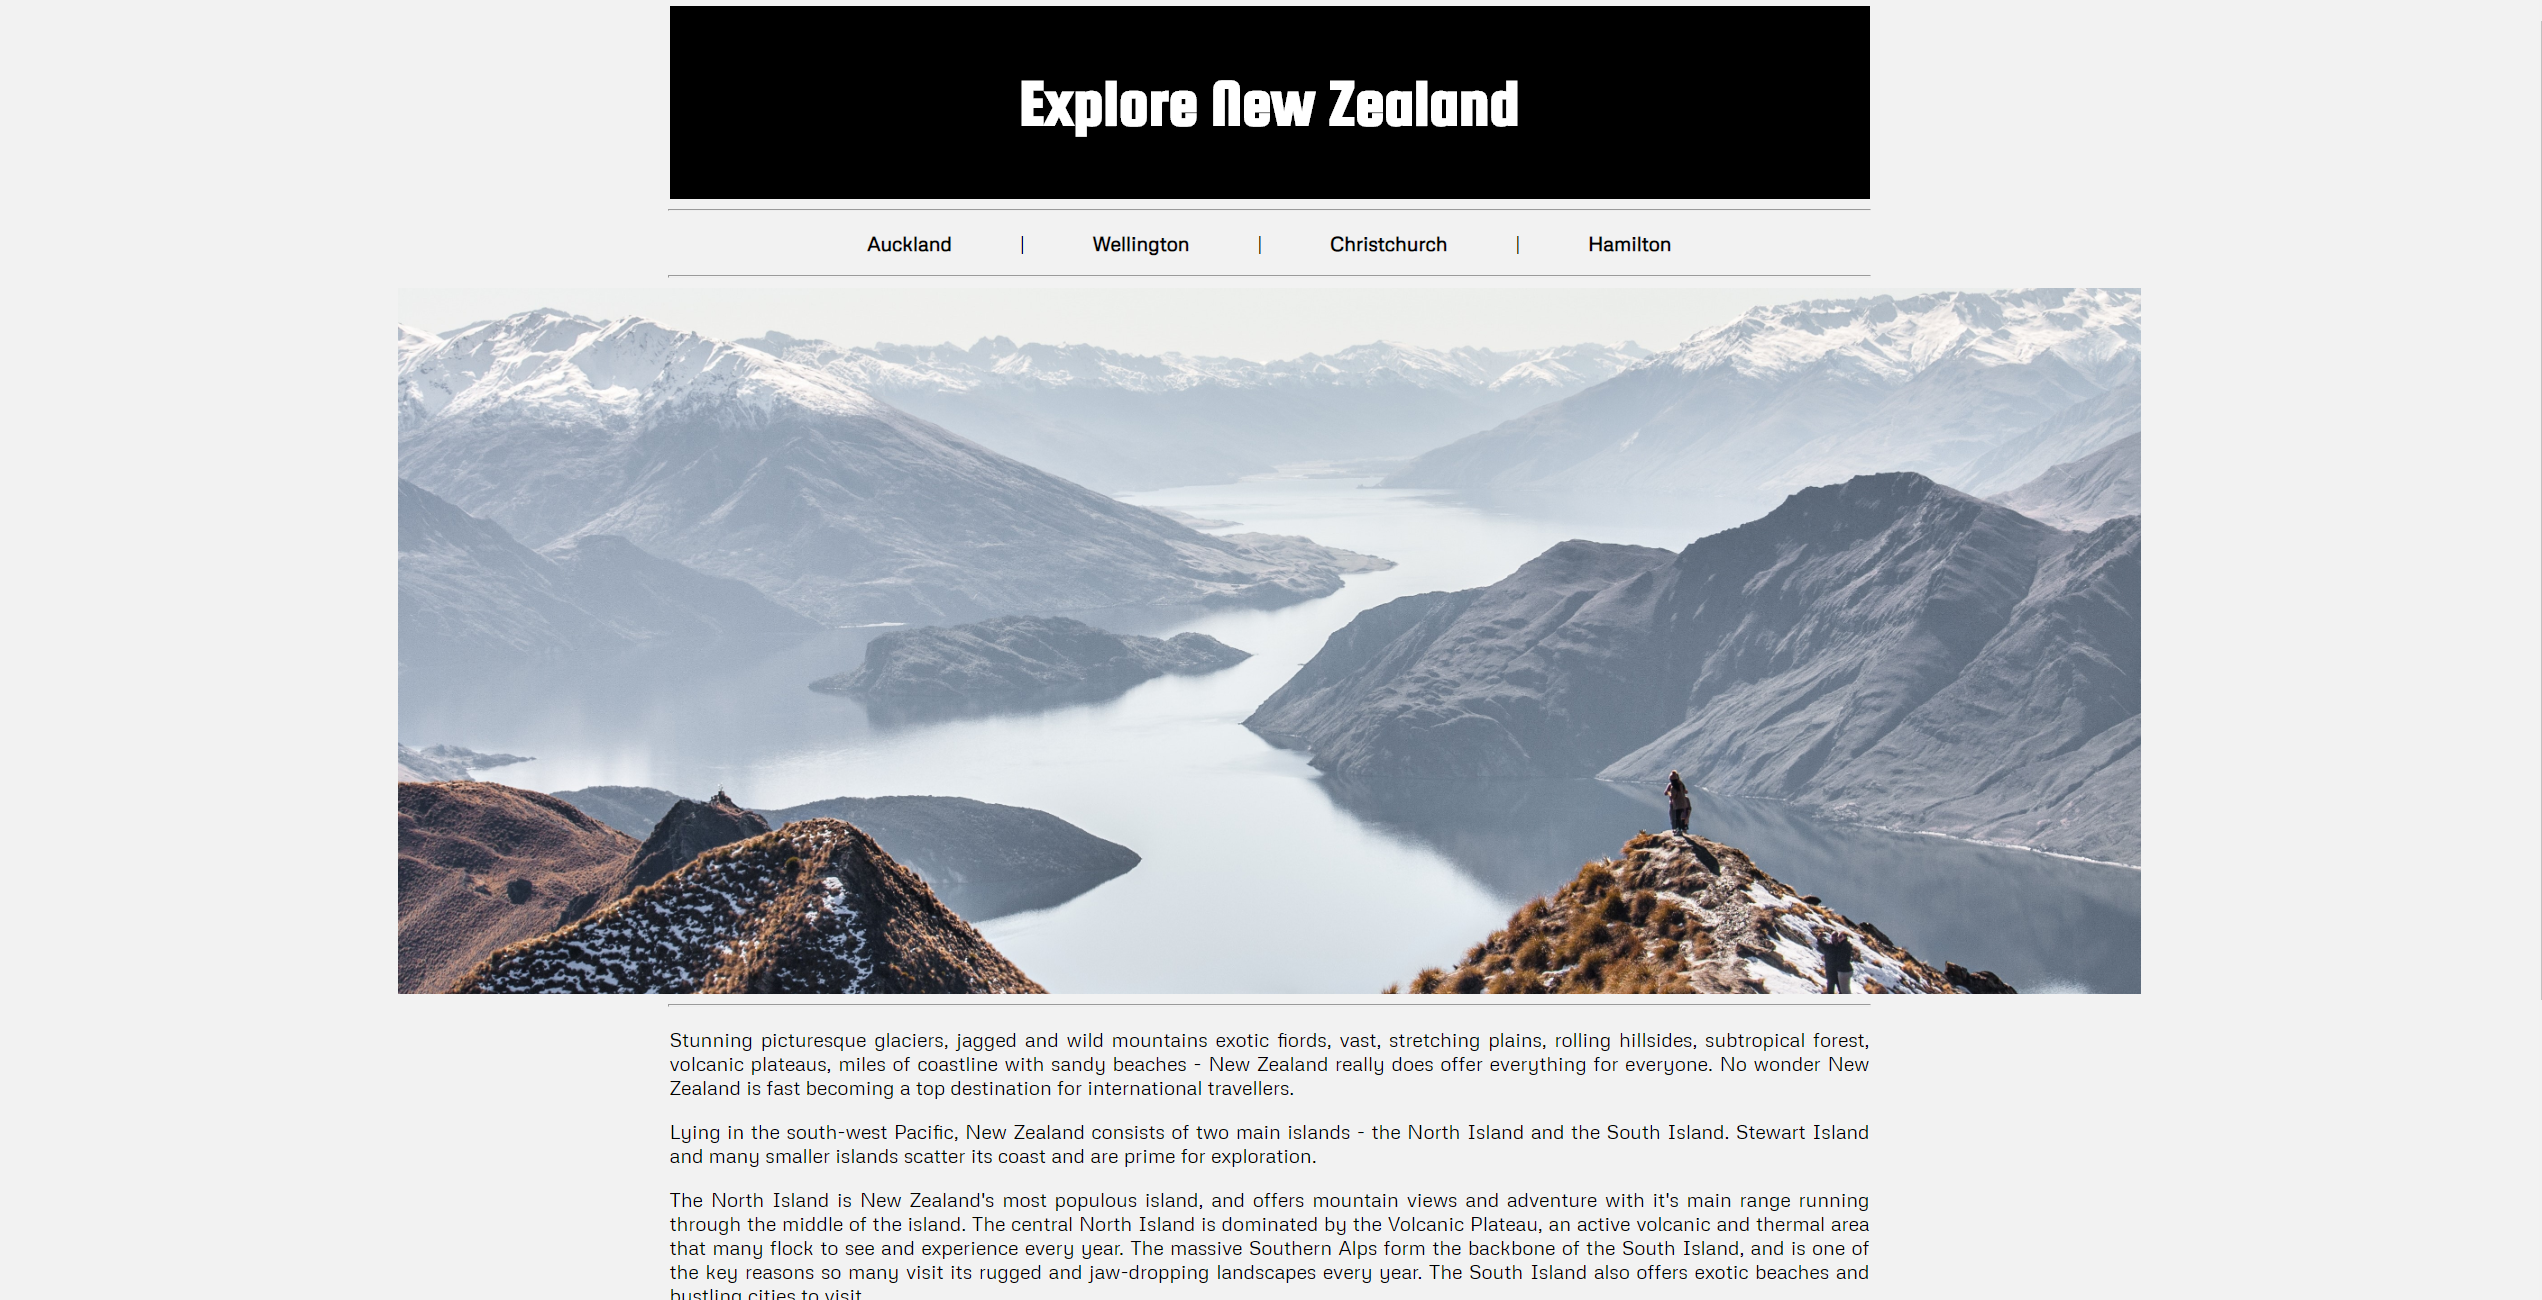 Explore New Zealand
Auckland | Wellington | Christchurch | Hamilton
Stunning picturesque glaciers, jagged and wild mountains exotic fiords, vast, stretching plains, rolling hillsides, subtropical forest,
volcanic plateaus, miles of coastline with sandy beaches - New Zealand really does offer everything for everyone. No wonder New
Zealand is fast becoming a top destination for international travellers.
Lying in the south-west Pacific, New Zealand consists of two main islands - the North Island and the South Island. Stewart Island
and many smaller islands scatter its coast and are prime for exploration.
The North Island is New Zealand's most populous island, and offers mountain views and adventure with it's main range running
through the middle of the island. The central North Island is dominated by the Volcanic Plateau, an active volcanic and thermal area
that many flock to see and experience every year. The massive Southern Alps form the backbone of the South Island, and is one of
the key reasons so many visit its rugged and jaw-dropping landscapes every year. The South Island also offers exotic beaches and
bustling cities to visit.